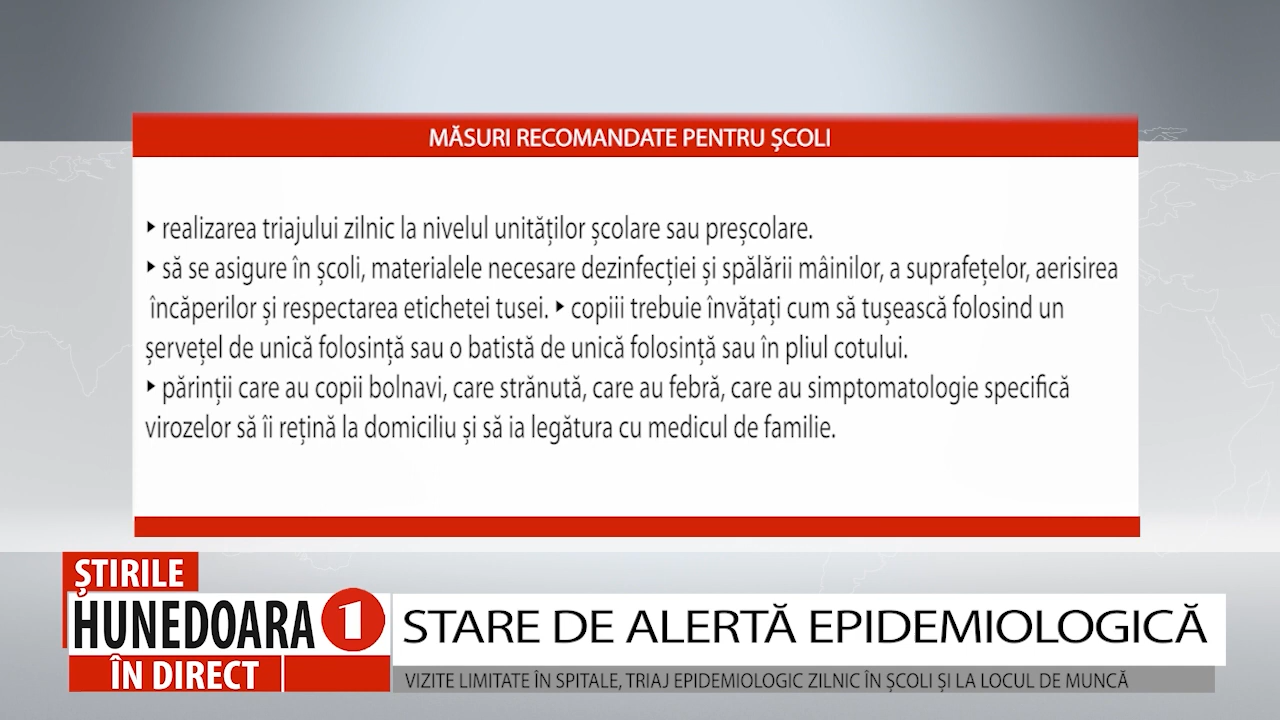 MĂSURI RECOMANDATE PENTRU ŞCOLI
‣ realizarea triajului zilnic la nivelul unităților școlare sau preșcolare.
‣ să se asigure în școli, materialele necesare dezinfecției și spălării mâinilor, a suprafețelor, aerisirea
încăperilor și respectarea etichetei tusei. ‣ copiii trebuie învățați cum să tușească folosind un
șervețel de unică folosință sau o batistă de unică folosință sau în pliul cotului.
‣ părinții care au copii bolnavi, care strănută, care au febră, care au simptomatologie specifică
virozelor să îi rețină la domiciliu și să ia legătura cu medicul de familie.
ȘTIRILE
HUNEDOARA 1
ÎN DIRECT
STARE DE ALERTĂ EPIDEMIOLOGICĂ
VIZITE LIMITATE ÎN SPITALE, TRIAJ EPIDEMIOLOGIC ZILNIC ÎN ȘCOLI ȘI LA LOCUL DE MUNCĂ